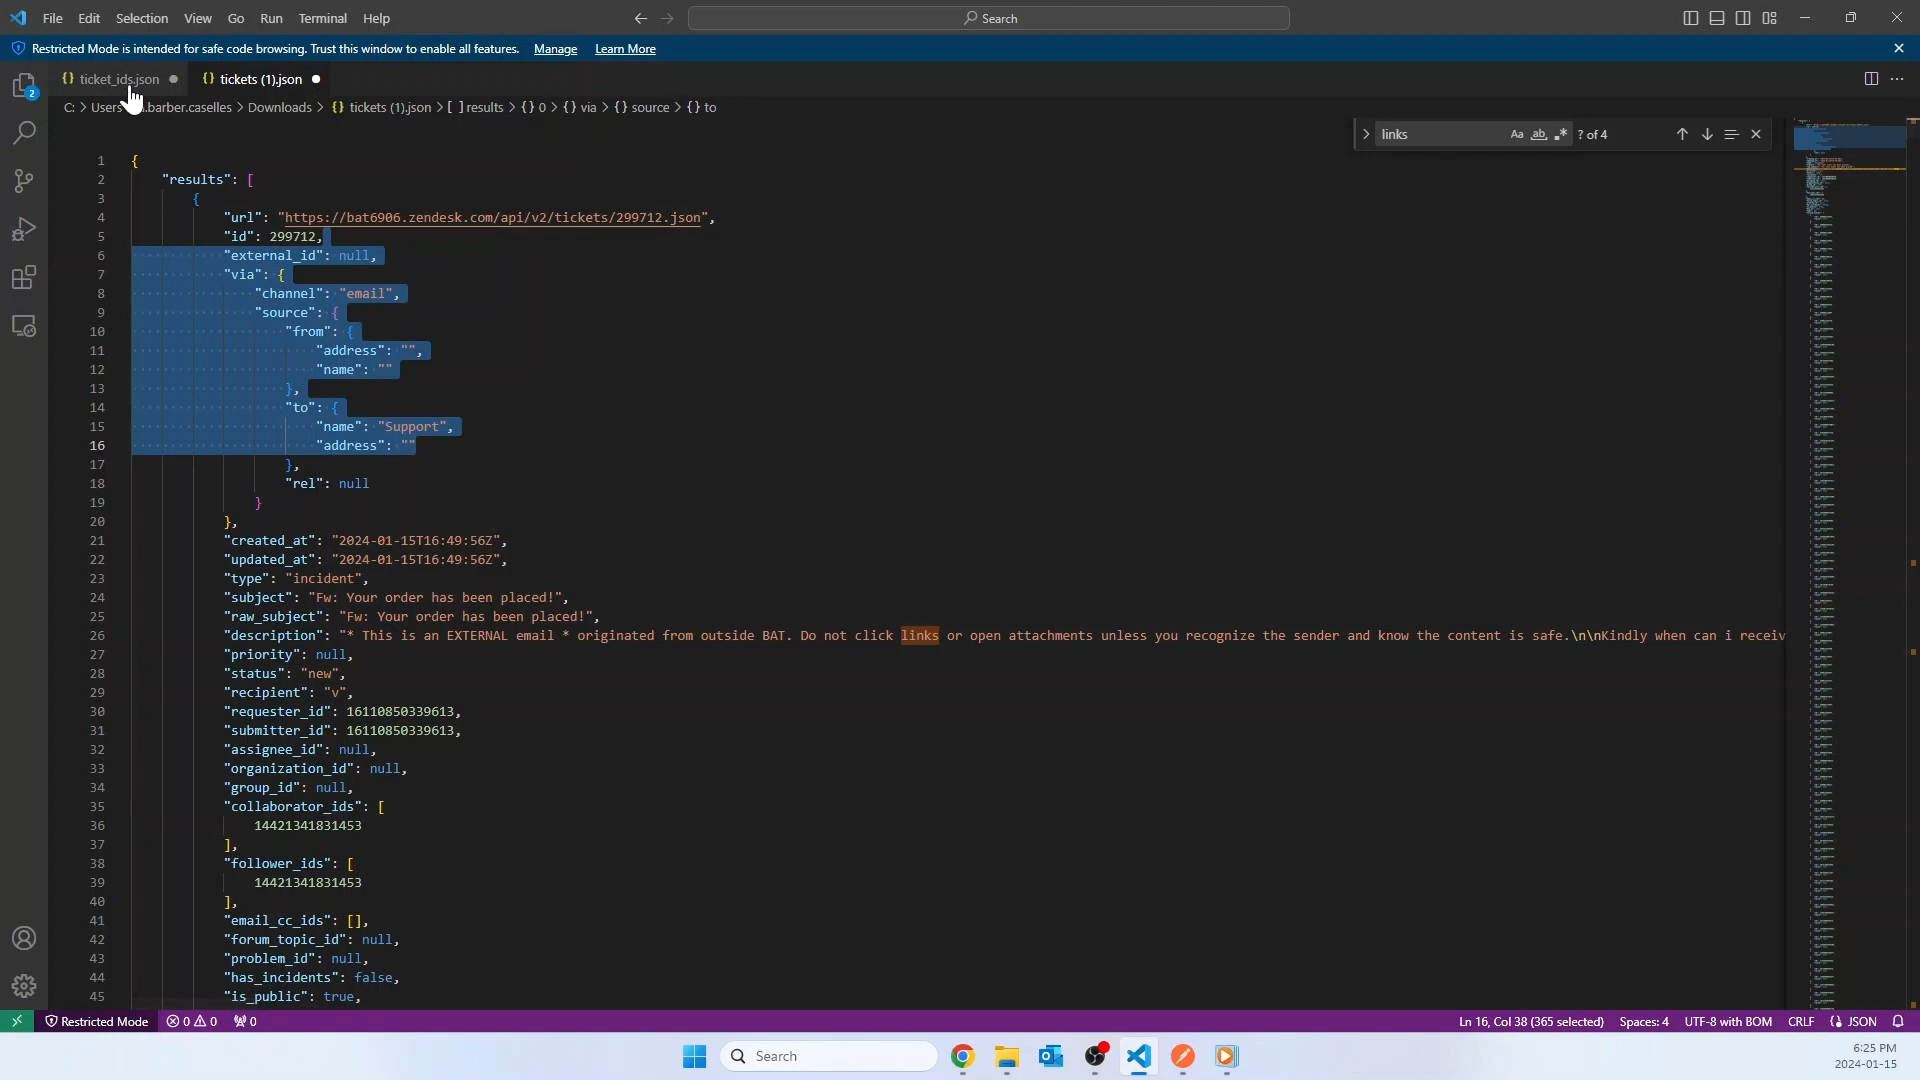 File Edit Selection View Go Run Terminal Help
Search
Restricted Mode is intended for safe code browsing. Trust this window to enable all features. Manage Learn More
ticket_ids.json
tickets (1).json
C: > Users .barber.caselles > Downloads > {} tickets (1).json > [ ] results > {} 0 > {} via > {} source > {} to
links Aa ab .* ? of 4
1 {
2 "results": [
3 {
4 "url": "https://bat6906.zendesk.com/api/v2/tickets/299712.json",
5 "id": 299712,
6 "external_id": null,
7 "via": {
8 "channel": "email",
9 "source": {
10 "from": {
11 "address": "",
12 "name": ""
13 },
14 "to": {
15 "name": "Support",
16 "address": ""
17 },
18 "rel": null
19 }
20 },
21 "created_at": "2024-01-15T16:49:56Z",
22 "updated_at": "2024-01-15T16:49:56Z",
23 "type": "incident",
24 "subject": "Fw: Your order has been placed!",
25 "raw_subject": "Fw: Your order has been placed!",
26 "description": "* This is an EXTERNAL email * originated from outside BAT. Do not click links or open attachments unless you recognize the sender and know the content is safe.\n\nKindly when can i receiv
27 "priority": null,
28 "status": "new",
29 "recipient": "v",
30 "requester_id": 16110850339613,
31 "submitter_id": 16110850339613,
32 "assignee_id": null,
33 "organization_id": null,
34 "group_id": null,
35 "collaborator_ids": [
36 14421341831453
37 ],
38 "follower_ids": [
39 14421341831453
40 ],
41 "email_cc_ids": [],
42 "forum_topic_id": null,
43 "problem_id": null,
44 "has_incidents": false,
45 "is_public": true,
2
Restricted Mode 0 0 0
Ln 16, Col 38 (365 selected) Spaces: 4 UTF-8 with BOM CRLF {} JSON
Search
6:25 PM
2024-01-15